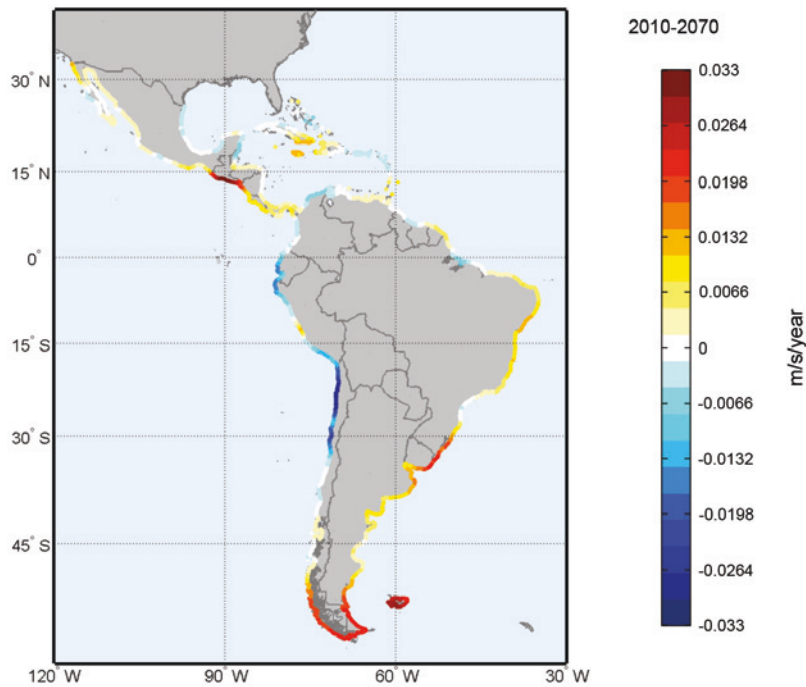 2010-2070
30° N
15° N
0°
15° S
30° S
45° S
120° W
90° W
60° W
30° W
0.033
0.0264
0.0198
0.0132
0.0066
0
-0.0066
-0.0132
-0.0198
-0.0264
-0.033
m/s/year